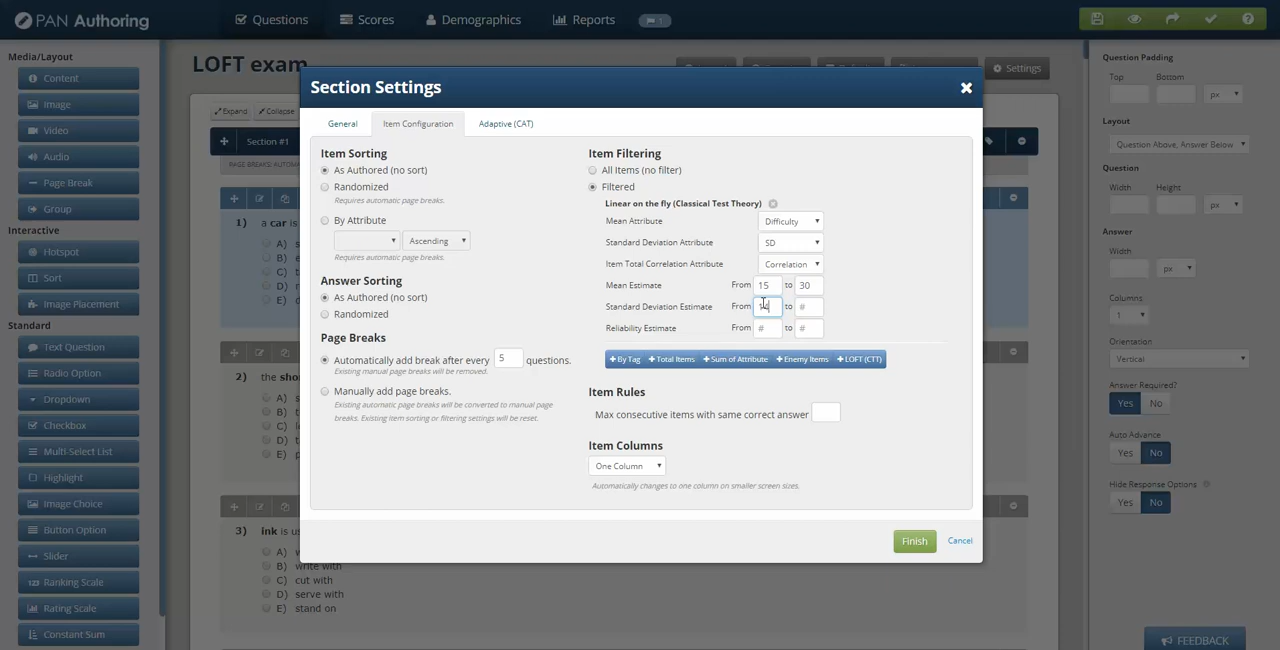 PAN Authoring
Questions
Scores
Demographics
Reports
1
Media/Layout
Content
Image
Video
Audio
Page Break
Group
Interactive
Hotspot
Sort
Image Placement
Standard
Text Question
Radio Option
Dropdown
Checkbox
Multi-Select List
Highlight
Image Choice
Button Option
Slider
Ranking Scale
Rating Scale
Constant Sum
LOFT exam
Settings
Expand
Collapse
Section #1
PAGE BREAKS: AUTOMA
1) a car is
A) s
B) a
C) t
D) r
E) d
2) the shor
A) s
B) t
C) l
D) t
E) p
3) ink is us
A) w
B) write with
C) cut with
D) serve with
E) stand on
Section Settings
General
Item Configuration
Adaptive (CAT)
Item Sorting
As Authored (no sort)
Randomized
Requires automatic page breaks.
By Attribute
Ascending
Requires automatic page breaks.
Answer Sorting
As Authored (no sort)
Randomized
Page Breaks
Automatically add break after every 5 questions.
Existing manual page breaks will be removed.
Manually add page breaks.
Existing automatic page breaks will be converted to manual page
breaks. Existing item sorting or filtering settings will be reset.
Item Filtering
All Items (no filter)
Filtered
Linear on the fly (Classical Test Theory)
Mean Attribute Difficulty
Standard Deviation Attribute SD
Item Total Correlation Attribute Correlation
Mean Estimate From 15 to 30
Standard Deviation Estimate From to #
Reliability Estimate From # to #
+By Tag +Total Items +Sum of Attribute +Enemy Items +LOFT (CTT)
Item Rules
Max consecutive items with same correct answer
Item Columns
One Column
Automatically changes to one column on smaller screen sizes.
Finish
Cancel
Question Padding
Top Bottom
px
Layout
Question Above, Answer Below
Question
Width Height
px
Answer
Width
px
Columns
1
Orientation
Vertical
Answer Required?
Yes No
Auto Advance
Yes No
Hide Response Options
Yes No
FEEDBACK